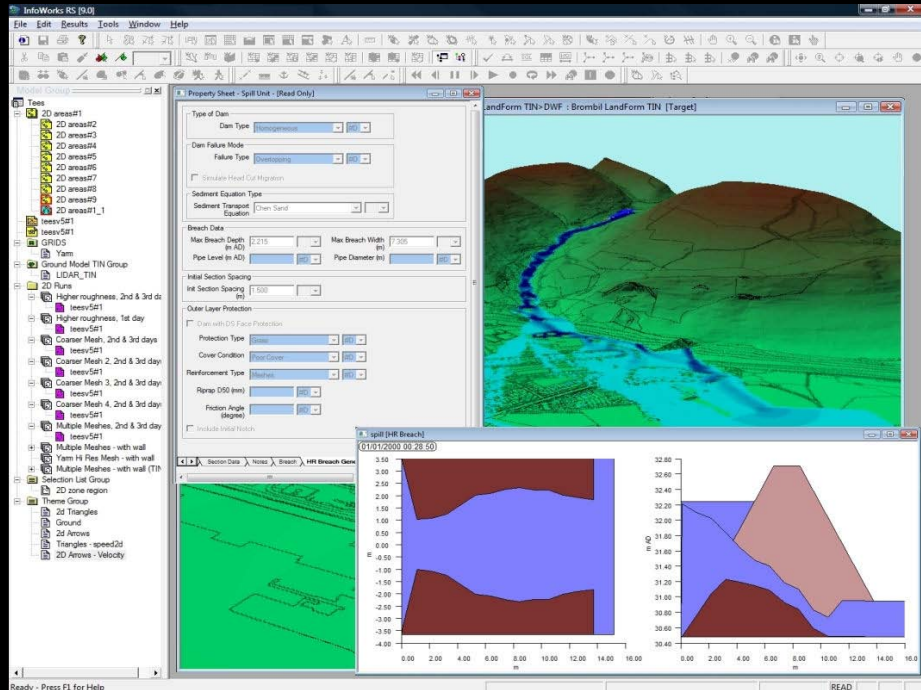 InfoWorks RS [9.0]
File Edit Results Tools Window Help
Model Group
Tees
2D areas#1
2D areas#2
2D areas#3
2D areas#4
2D areas#5
2D areas#6
2D areas#7
2D areas#8
2D areas#9
2D areas#1_1
teesv5#1
teesv5#1
GRIDS
Yarm
Ground Model TIN Group
LIDAR_TIN
2D Runs
Higher roughness, 2nd & 3rd da
teesv5#1
Higher roughness, 1st day
teesv5#1
Coarser Mesh, 2nd & 3rd days
teesv5#1
Coarser Mesh 2, 2nd & 3rd day
teesv5#1
Coarser Mesh 3, 2nd & 3rd day
teesv5#1
Coarser Mesh 4, 2nd & 3rd day
teesv5#1
Multiple Meshes, 2nd & 3rd day
teesv5#1
Multiple Meshes - with wall
Yarm Hi Res Mesh - with wall
Multiple Meshes - with wall (TIN
Selection List Group
2D zone region
Theme Group
2d Triangles
Ground
2d Arrows
Triangles - speed2d
2D Arrows - Velocity
Property Sheet - Spill Unit - [Read Only]
Type of Dam
Dam Type Homogeneous #D
Dam Failure Mode
Failure Type Overtopping #D
Simulate Head Cut Migration
Sediment Equation Type
Sediment Transport Equation Chen Sand
Breach Data
Max Breach Depth (m AD) 2.215 Max Breach Width (m) 7.305
Pipe Level (m AD) #D Pipe Diameter (m) #D
Initial Section Spacing
Init Section Spacing (m) 1.500
Outer Layer Protection
Dam with DS Face Protection
Protection Type Grass #D
Cover Condition Poor Cover #D
Reinforcement Type Meshes #D
Riprap D50 (mm) #D
Friction Angle (degree) #D
Include Initial Notch
Section Data Notes Breach HR Breach Gene
LandForm TIN>DWF : Brombil LandForm TIN [Target]
spill [HR Breach]
01/01/2000 00:28:50
3.50
3.00
2.50
2.00
1.50
1.00
0.50
0.00
-0.50
-1.00
-1.50
-2.00
-2.50
-3.00
-3.50
-4.00
m
0.00 2.00 4.00 6.00 8.00 10.00 12.00 14.00 16.00
m
32.80
32.60
32.40
32.20
32.00
31.80
31.60
31.40
31.20
31.00
30.80
30.60
30.40
m AD
0.00 2.00 4.00 6.00 8.00 10.00 12.00 14.00 16.0
m
Ready - Press F1 for Help
READ